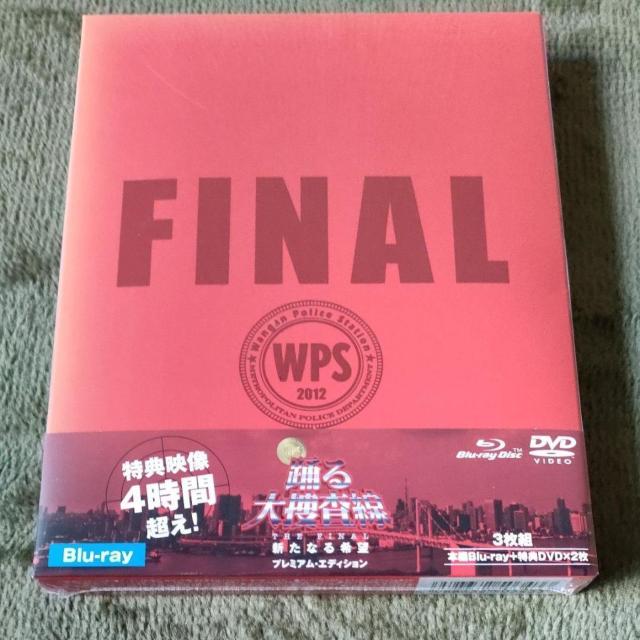 FINAL
WangAn Police Station
WPS
2012
METROPOLITAN POLICE DEPARTMENT
特典映像
4時間
超え!
Blu-ray
踊る
大捜査線
THE FINAL
新たなる希望
プレミアム・エディション
Blu-ray Disc™
DVD
VIDEO
3枚組
本編Blu-ray+特典DVD×2枚